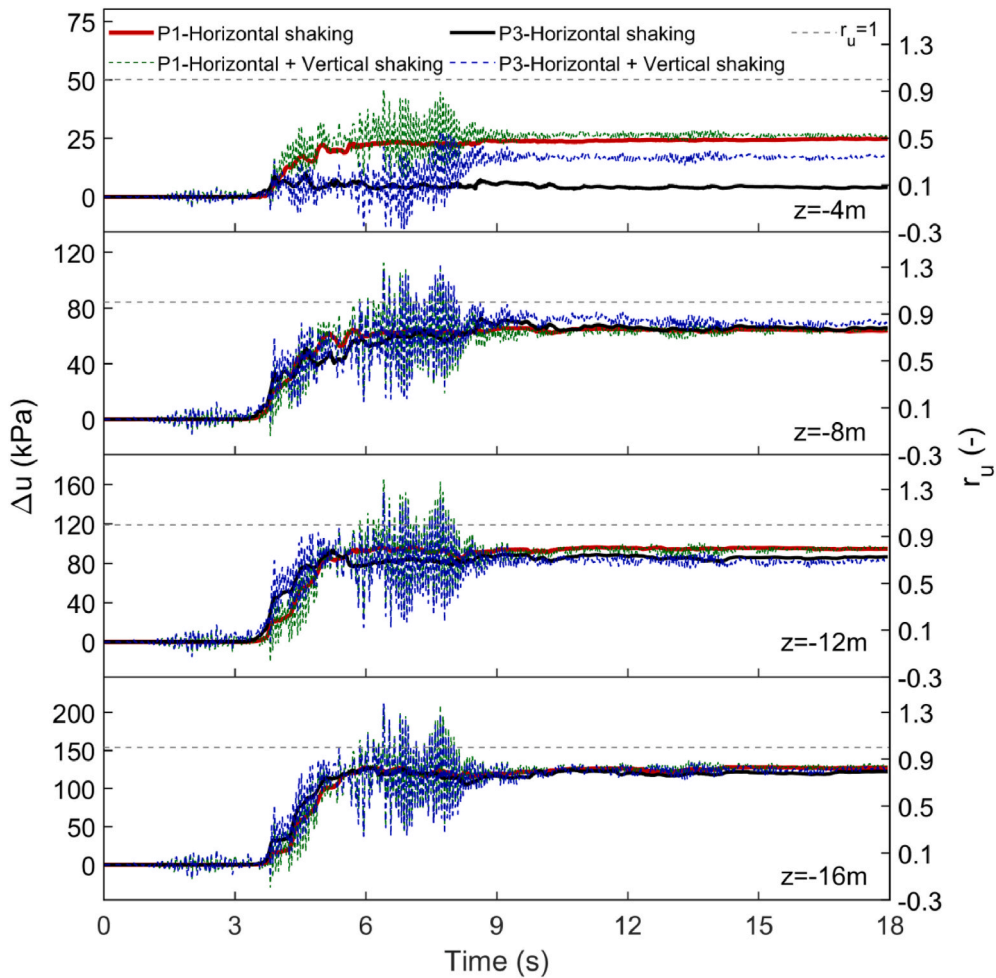 75
50
25
0
P1-Horizontal shaking
P3-Horizontal shaking
r_u=1
P1-Horizontal + Vertical shaking
P3-Horizontal + Vertical shaking
z=-4m
1.3
0.9
0.5
0.1
-0.3
120
80
40
0
z=-8m
1.3
0.9
0.5
0.1
-0.3
160
120
80
40
0
z=-12m
1.3
0.9
0.5
0.1
-0.3
200
150
100
50
0
z=-16m
1.3
0.9
0.5
0.1
-0.3
Δu (kPa)
r_u (-)
0 3 6 9 12 15 18
Time (s)